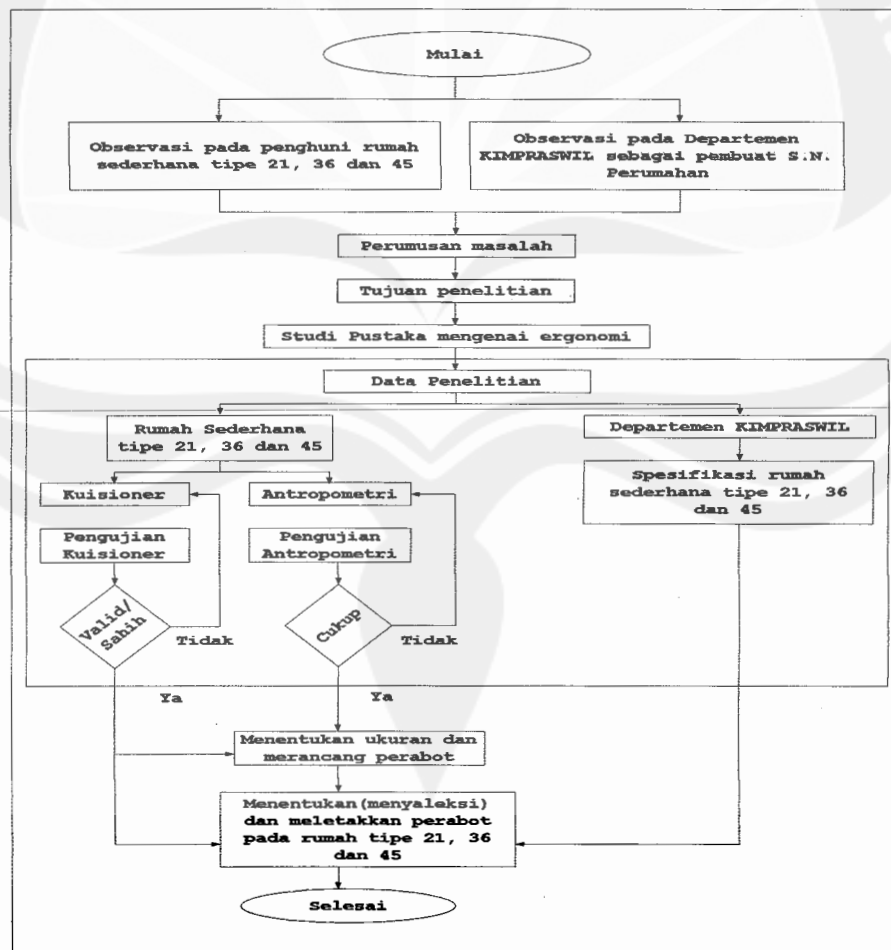 Mulai
Observasi pada penghuni rumah
sederhana tipe 21, 36 dan 45
Observasi pada Departemen
KIMPRASWIL sebagai pembuat S.N.
Perumahan
Perumusan masalah
Tujuan penelitian
Studi Pustaka mengenai ergonomi
Data Penelitian
Rumah Sederhana
tipe 21, 36 dan 45
Departemen KIMPRASWIL
Kuisioner
Antropometri
Spesifikasi rumah
sederhana tipe 21, 36
dan 45
Pengujian
Kuisioner
Pengujian
Antropometri
Valid/
Sahih
Tidak
Cukup
Tidak
Ya
Ya
Menentukan ukuran dan
merancang perabot
Menentukan(menyaleksi)
dan meletakkan perabot
pada rumah tipe 21, 36
dan 45
Selesai